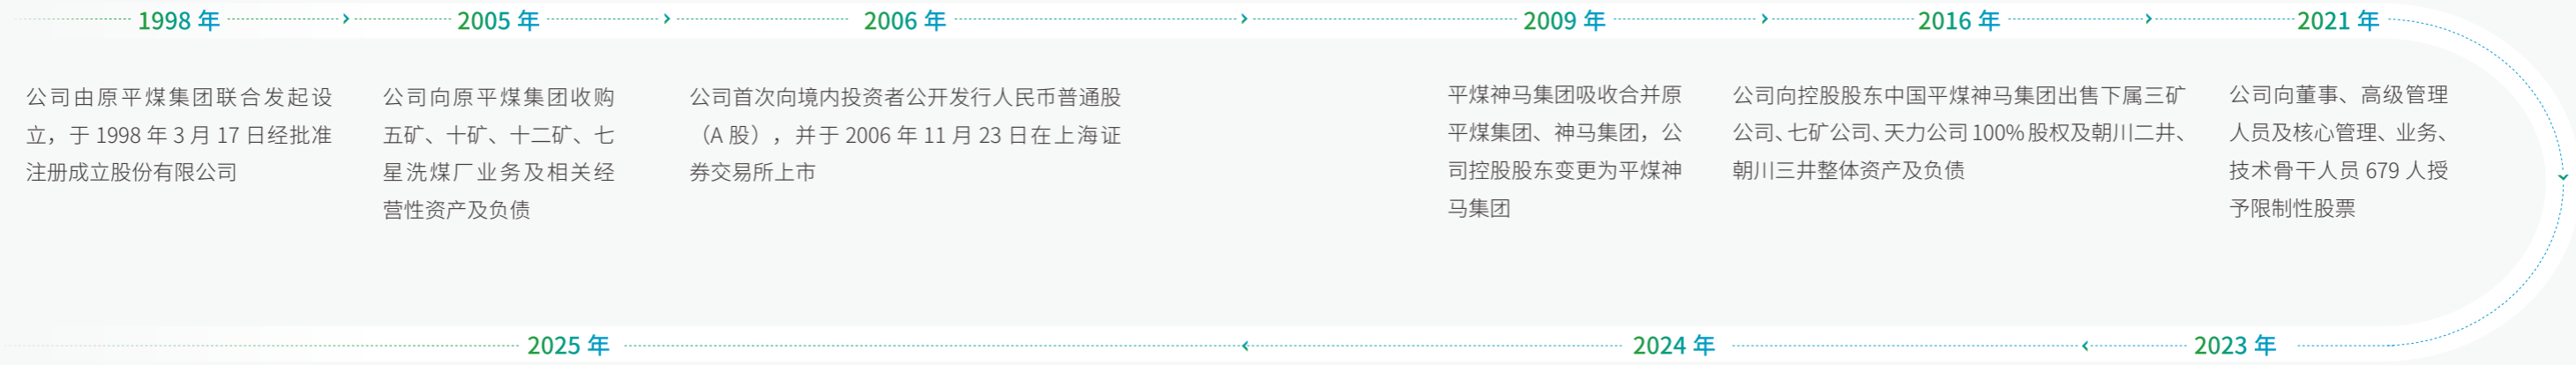 1998 年
公司由原平煤集团联合发起设
立，于 1998 年 3 月 17 日经批准
注册成立股份有限公司
2005 年
公司向原平煤集团收购
五矿、十矿、十二矿、七
星洗煤厂业务及相关经
营性资产及负债
2006 年
公司首次向境内投资者公开发行人民币普通股
（A 股），并于 2006 年 11 月 23 日在上海证
券交易所上市
2009 年
平煤神马集团吸收合并原
平煤集团、神马集团，公
司控股股东变更为平煤神
马集团
2016 年
公司向控股股东中国平煤神马集团出售下属三矿
公司、七矿公司、天力公司 100% 股权及朝川二井、
朝川三井整体资产及负债
2021 年
公司向董事、高级管理
人员及核心管理、业务、
技术骨干人员 679 人授
予限制性股票
2023 年
2024 年
2025 年